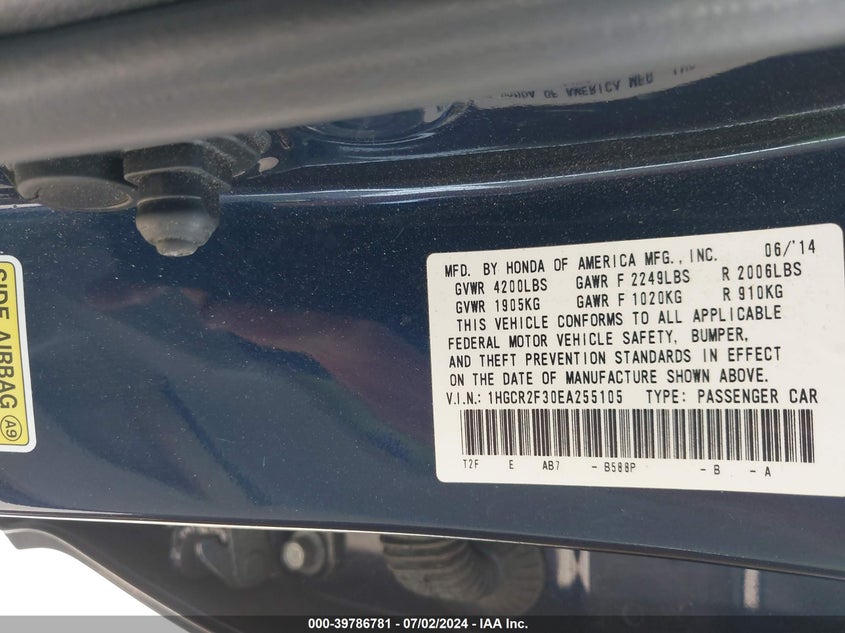 MFD. BY HONDA OF AMERICA MFG., INC. 06/'14
GVWR 4200LBS GAWR F 2249LBS R 2006LBS
GVWR 1905KG GAWR F 1020KG R 910KG
THIS VEHICLE CONFORMS TO ALL APPLICABLE
FEDERAL MOTOR VEHICLE SAFETY, BUMPER,
AND THEFT PREVENTION STANDARDS IN EFFECT
ON THE DATE OF MANUFACTURE SHOWN ABOVE.
V.I.N.: 1HGCR2F30EA255105 TYPE: PASSENGER CAR
T2F E AB7 - B588P - B - A
SIDE AIRBAG A9
000-39786781 - 07/02/2024 - IAA Inc.